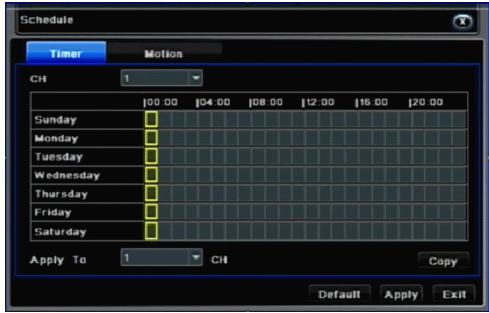 Schedule X
Timer Motion
CH 1
|00:00 |04:00 |08:00 |12:00 |16:00 |20:00
Sunday
Monday
Tuesday
Wednesday
Thursday
Friday
Saturday
Apply To 1 CH Copy
Default Apply Exit